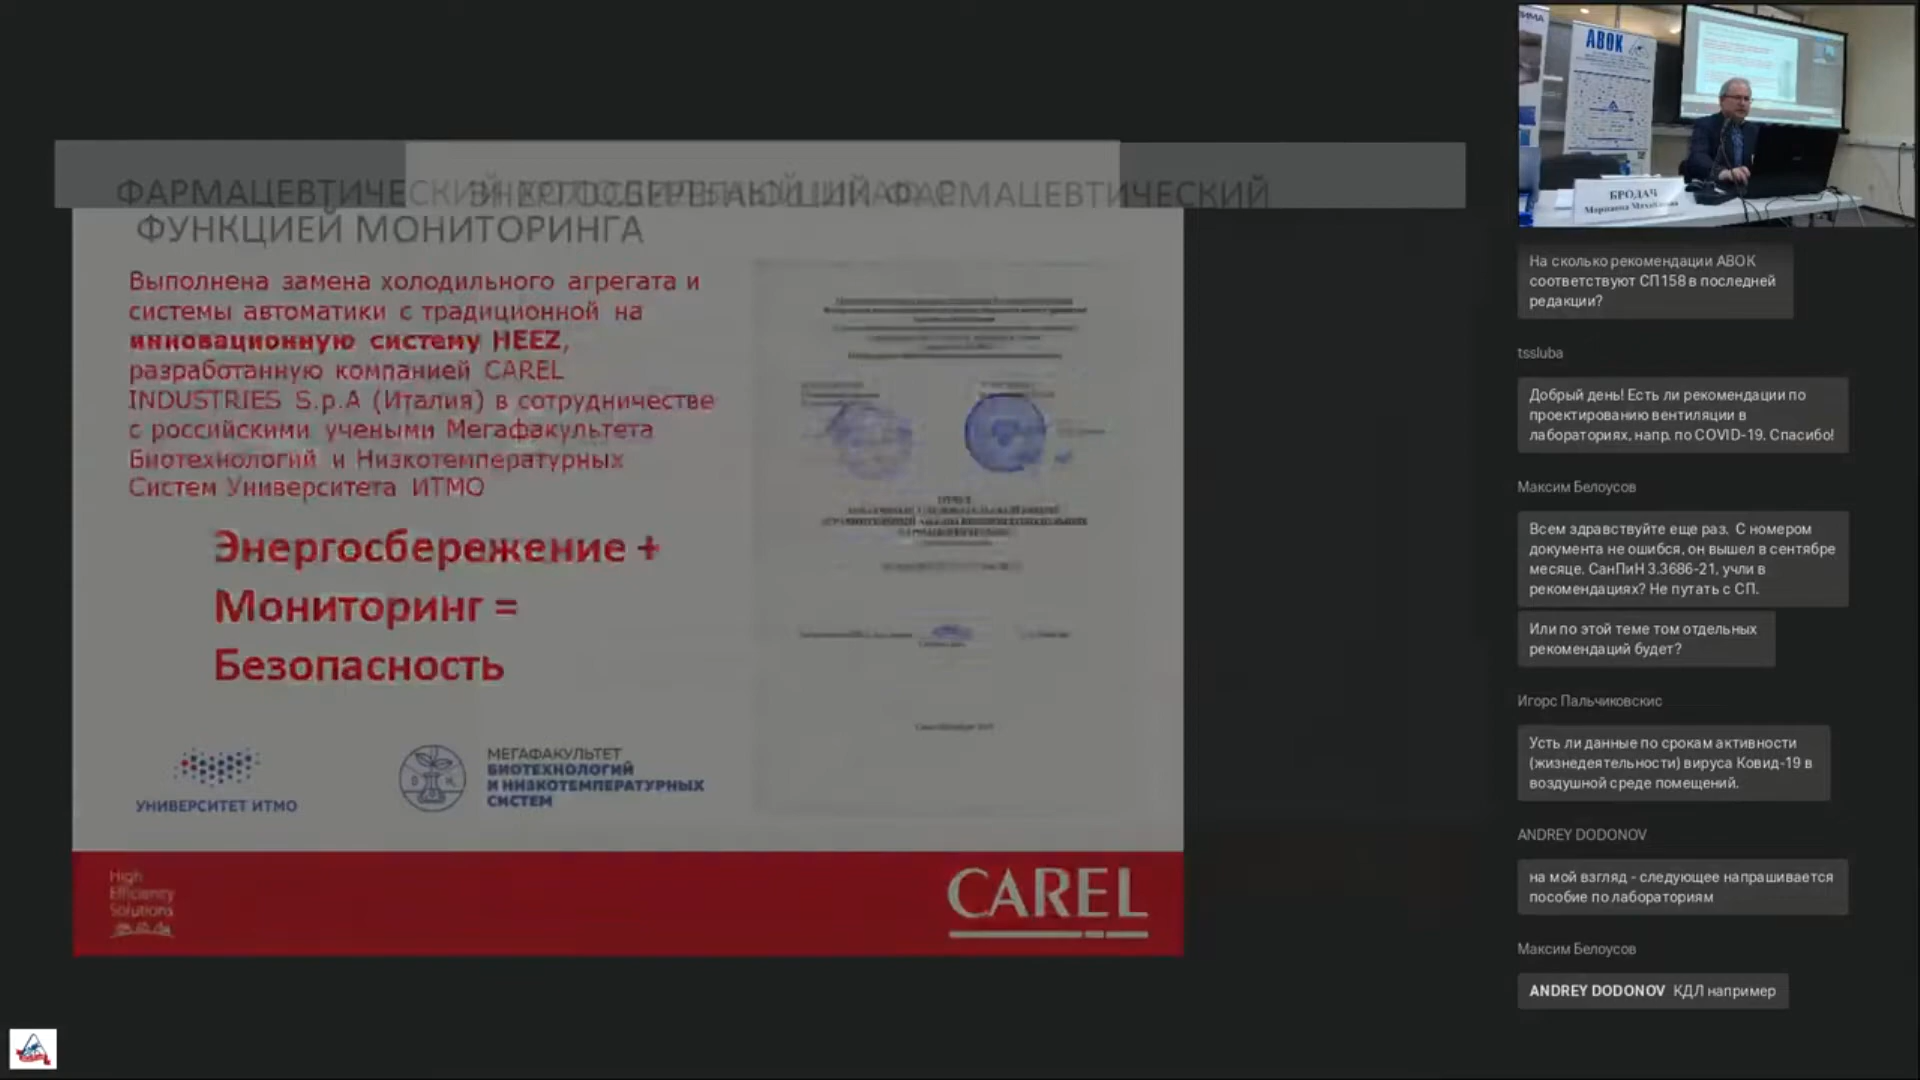 ФАРМАЦЕВТИЧЕСКИЙ
ЭНЕРГОСБЕРЕГАЮЩИЙ ФАРМАЦЕВТИЧЕСКИЙ
ФУНКЦИЕЙ МОНИТОРИНГА
Выполнена замена холодильного агрегата и
системы автоматики с традиционной на
инновационную систему HEEZ,
разработанную компанией CAREL
INDUSTRIES S.p.A (Италия) в сотрудничестве
с российскими учеными Мегафакультета
Биотехнологий и Низкотемпературных
Систем Университета ИТМО
Энергосбережение +
Мониторинг =
Безопасность
УНИВЕРСИТЕТ ИТМО
МЕГАФАКУЛЬТЕТ
БИОТЕХНОЛОГИЙ
И НИЗКОТЕМПЕРАТУРНЫХ
СИСТЕМ
High
Efficiency
Solutions
CAREL
АВОК
БРОДАЧ
Марианна Михайловна
На сколько рекомендации АВОК
соответствуют СП158 в последней
редакции?
tssluba
Добрый день! Есть ли рекомендации по
проектированию вентиляции в
лабораториях, напр. по COVID-19. Спасибо!
Максим Белоусов
Всем здравствуйте еще раз. С номером
документа не ошибся, он вышел в сентябре
месяце. СанПиН 3.3686-21, учли в
рекомендациях? Не путать с СП.
Или по этой теме том отдельных
рекомендаций будет?
Игорс Пальчиковскис
Усть ли данные по срокам активности
(жизнедеятельности) вируса Ковид-19 в
воздушной среде помещений.
ANDREY DODONOV
на мой взгляд - следующее напрашивается
пособие по лабораториям
Максим Белоусов
ANDREY DODONOV КДЛ например